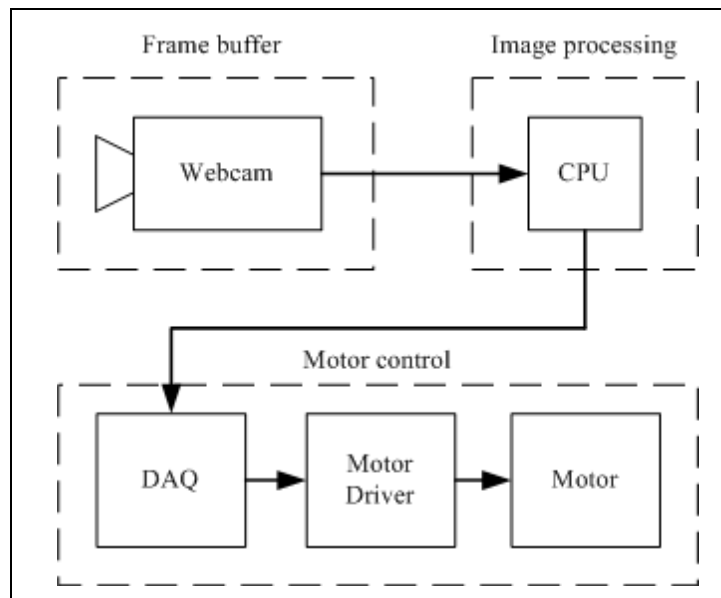 Frame buffer
Image processing
Webcam
CPU
Motor control
DAQ
Motor
Driver
Motor